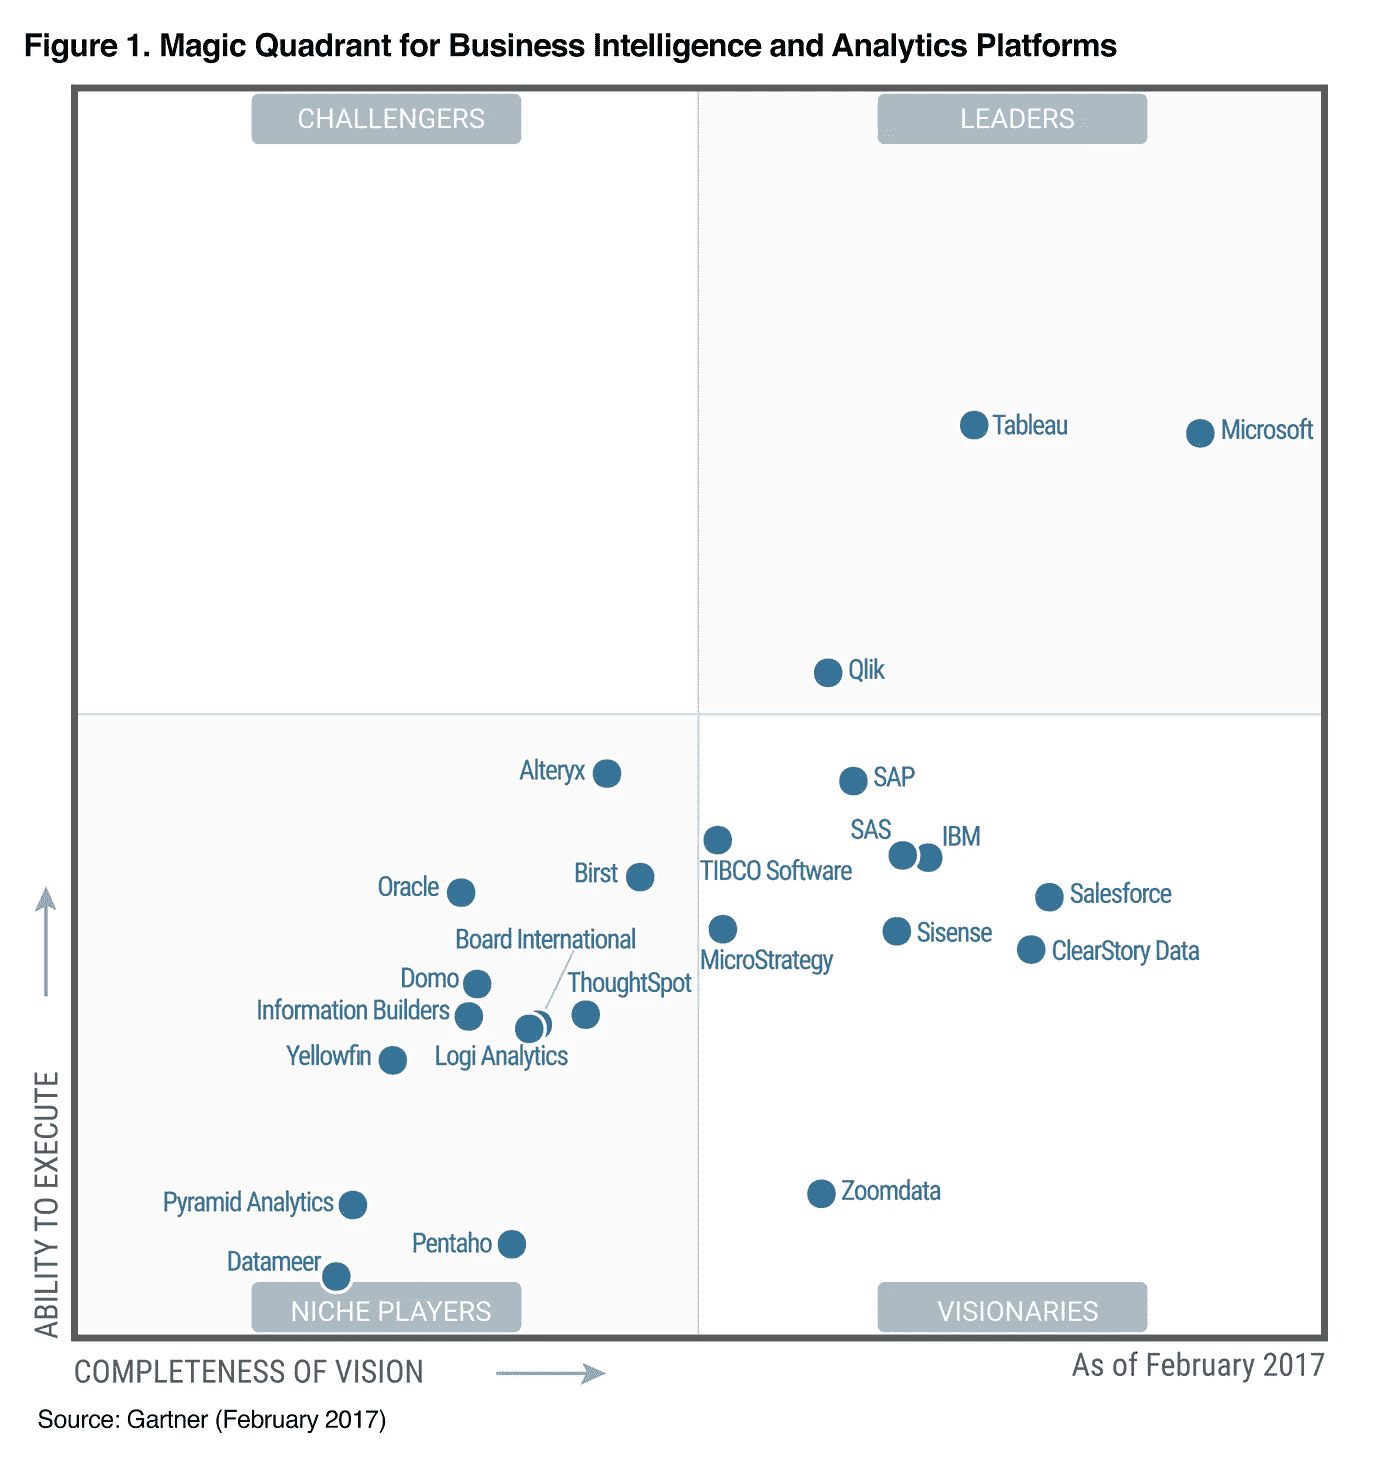 Figure 1. Magic Quadrant for Business Intelligence and Analytics Platforms
CHALLENGERS
LEADERS
Tableau
Microsoft
Qlik
Alteryx
SAP
SAS
IBM
TIBCO Software
Birst
Oracle
Salesforce
Sisense
Board International
ClearStory Data
MicroStrategy
Domo
ThoughtSpot
Information Builders
Yellowfin
Logi Analytics
Zoomdata
Pyramid Analytics
Pentaho
Datameer
NICHE PLAYERS
VISIONARIES
ABILITY TO EXECUTE
COMPLETENESS OF VISION
As of February 2017
Source: Gartner (February 2017)